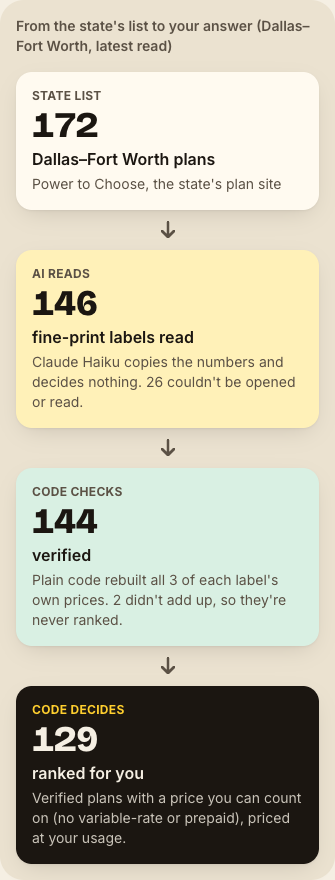 From the state's list to your answer (Dallas–
Fort Worth, latest read)
STATE LIST
172
Dallas–Fort Worth plans
Power to Choose, the state's plan site
AI READS
146
fine-print labels read
Claude Haiku copies the numbers and
decides nothing. 26 couldn't be opened
or read.
CODE CHECKS
144
verified
Plain code rebuilt all 3 of each label's
own prices. 2 didn't add up, so they're
never ranked.
CODE DECIDES
129
ranked for you
Verified plans with a price you can count
on (no variable-rate or prepaid), priced
at your usage.